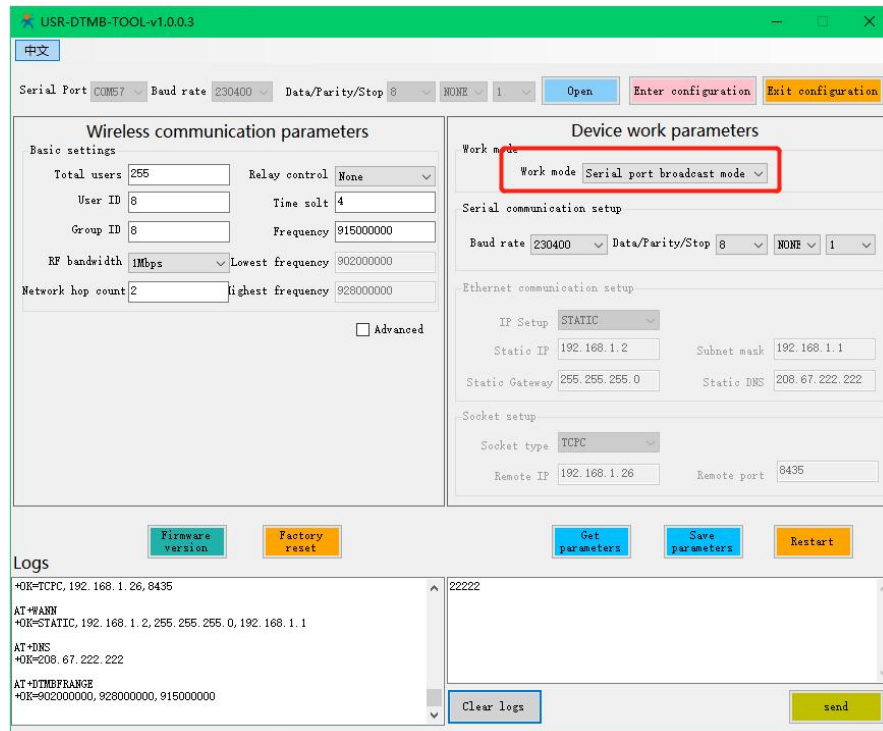 USR-DTMB-TOOL-v1.0.0.3
中文
Serial Port COM57 Baud rate 230400 Data/Parity/Stop 8 NONE 1 Open Enter configuration Exit configuration
Wireless communication parameters
Basic settings
Total users 255 Relay control None
User ID 8 Time solt 4
Group ID 8 Frequency 915000000
RF bandwidth 1Mbps Lowest frequency 902000000
Network hop count 2 Highest frequency 928000000
Advanced
Device work parameters
Work mode
Work mode Serial port broadcast mode
Serial communication setup
Baud rate 230400 Data/Parity/Stop 8 NONE 1
Ethernet communication setup
IP Setup STATIC
Static IP 192.168.1.2 Subnet mask 192.168.1.1
Static Gateway 255.255.255.0 Static DNS 208.67.222.222
Socket setup
Socket type TCPC
Remote IP 192.168.1.26 Remote port 8435
Firmware version
Factory reset
Get parameters
Save parameters
Restart
Logs
+OK=TCPC,192.168.1.26,8435
AT+WANN
+OK=STATIC,192.168.1.2,255.255.255.0,192.168.1.1
AT+DNS
+OK=208.67.222.222
AT+DTMBFRANGE
+OK=902000000,928000000,915000000
22222
Clear logs
send